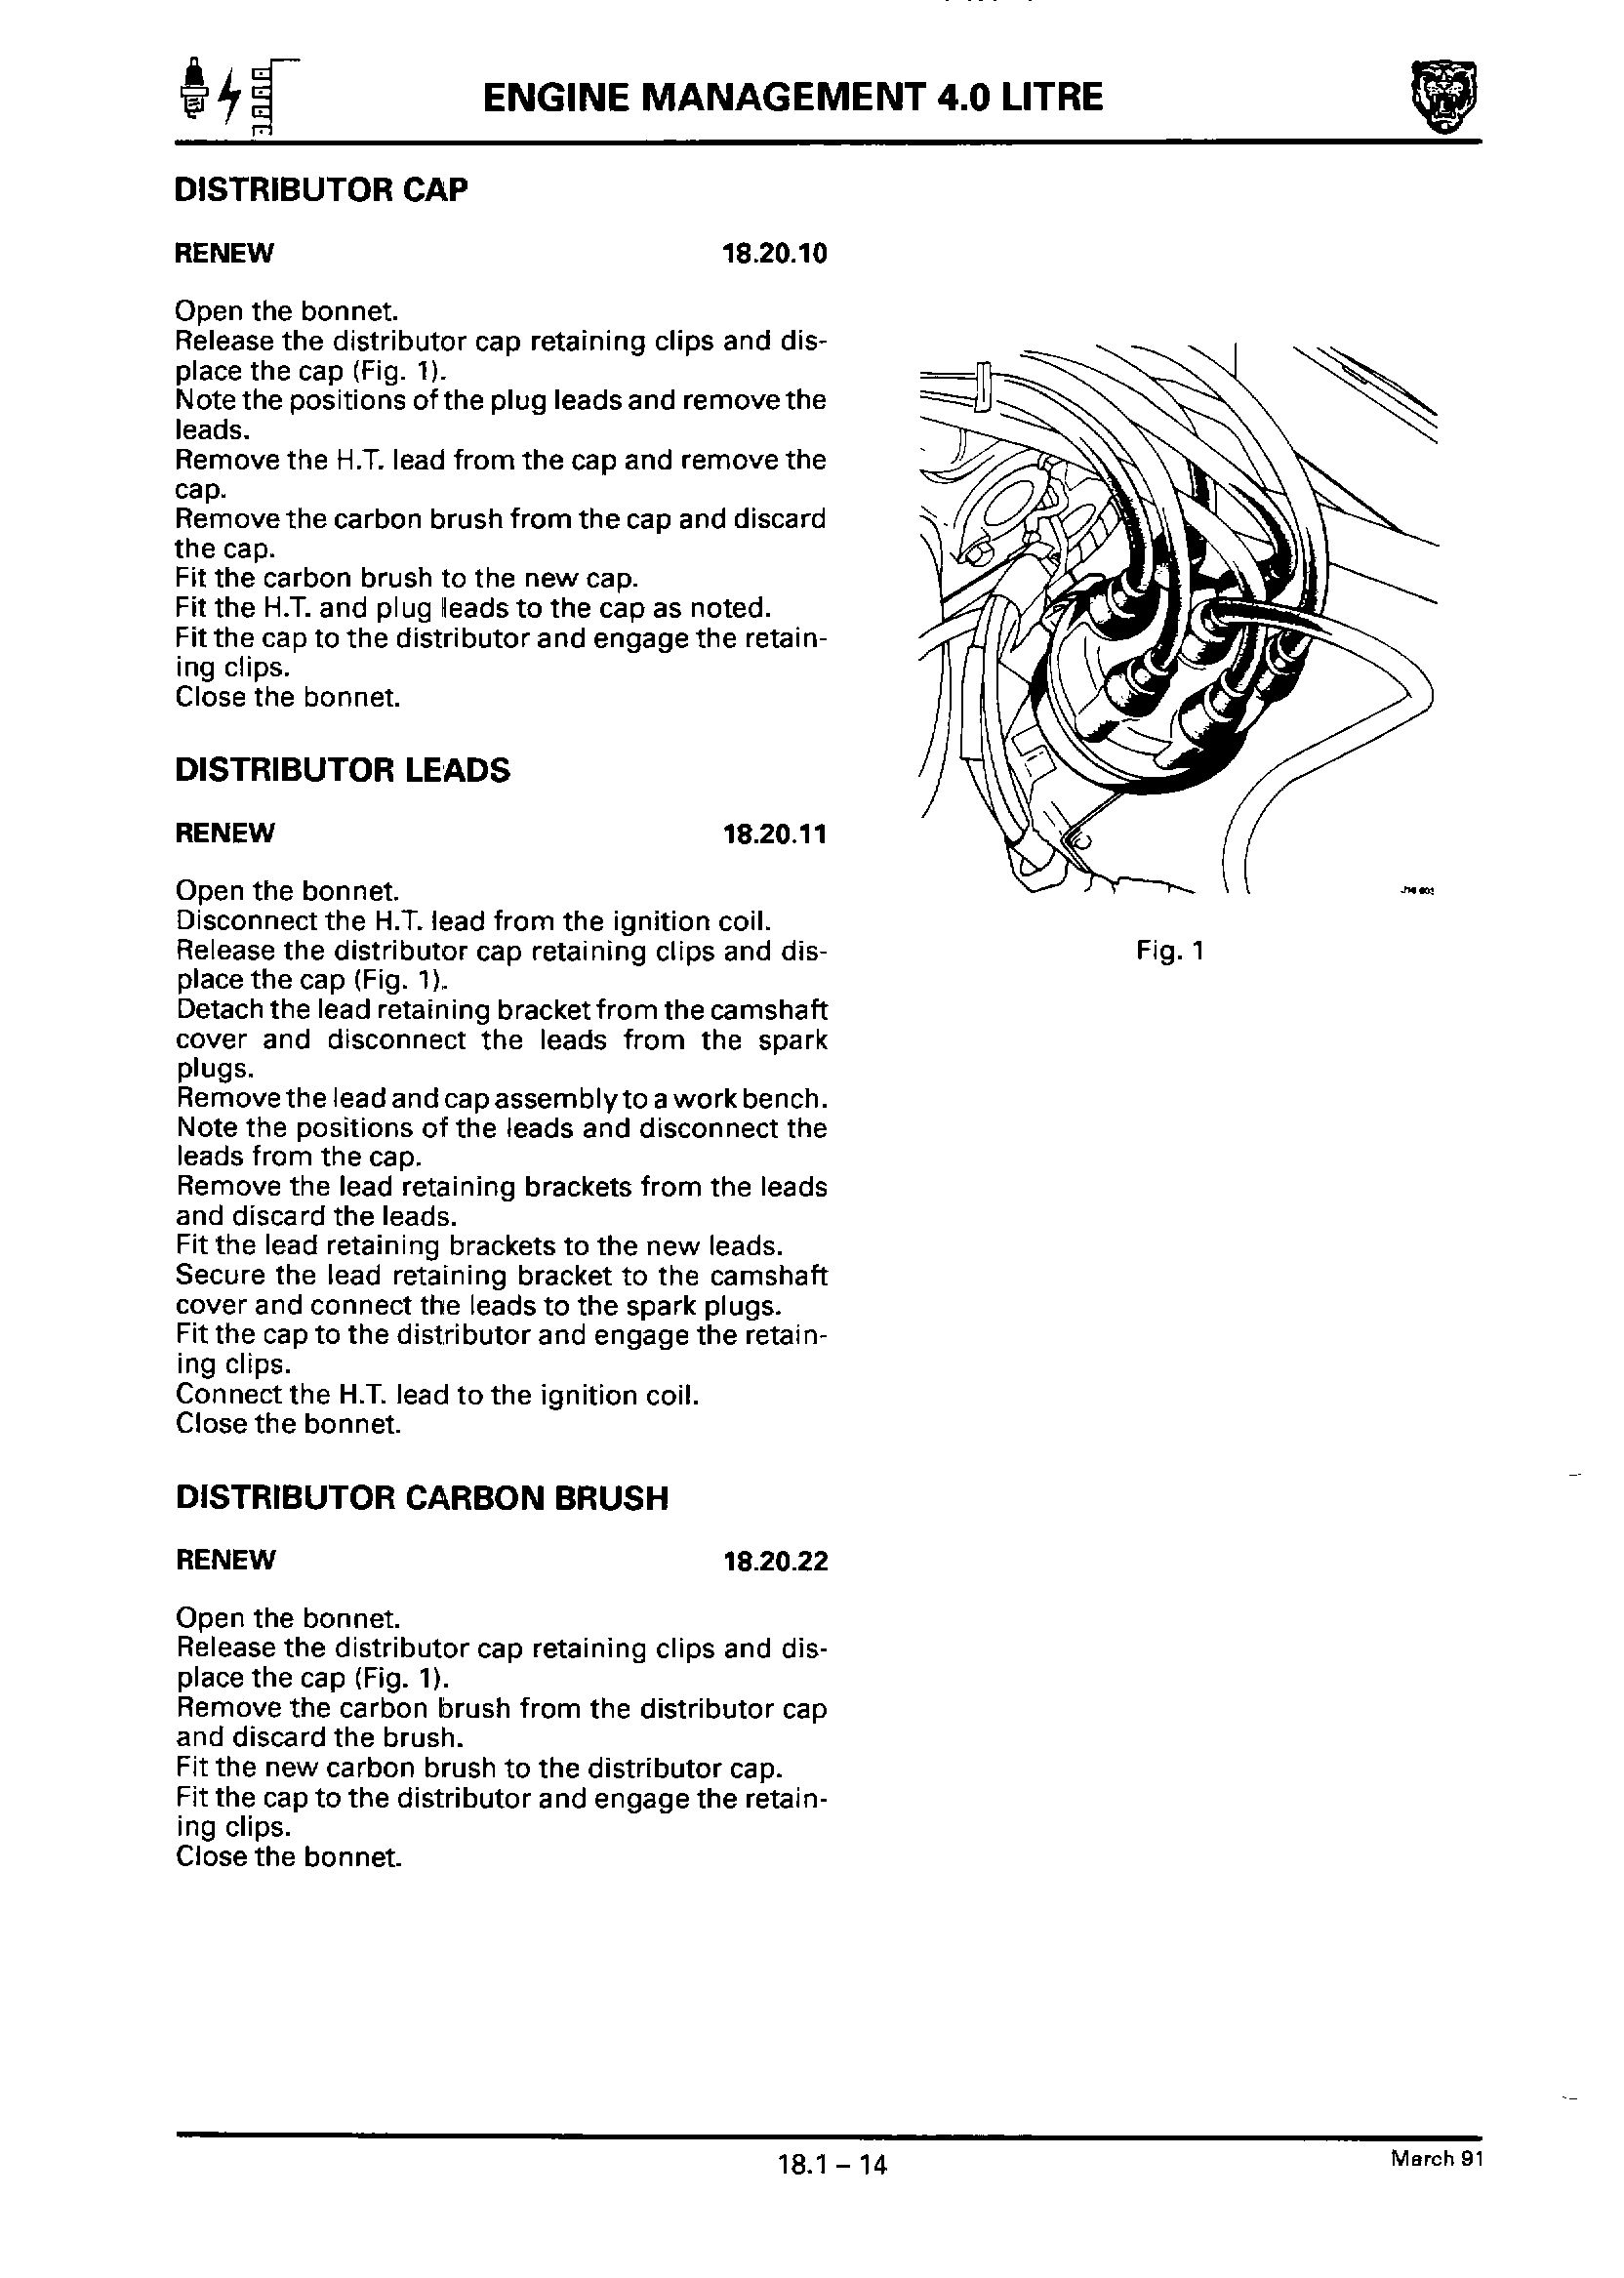 ENGINE MANAGEMENT 4.0 LITRE
DISTRIBUTOR CAP
RENEW 18.20.10
Open the bonnet.
Release the distributor cap retaining clips and dis-
place the cap (Fig. 1).
Note the positions of the plug leads and remove the
leads.
Remove the H.T. lead from the cap and remove the
cap.
Remove the carbon brush from the cap and discard
the cap.
Fit the carbon brush to the new cap.
Fit the H.T. and plug leads to the cap as noted.
Fit the cap to the distributor and engage the retain-
ing clips.
Close the bonnet.
DISTRIBUTOR LEADS
RENEW 18.20.11
Open the bonnet.
Disconnect the H.T. lead from the ignition coil.
Release the distributor cap retaining clips and dis-
place the cap (Fig. 1).
Detach the lead retaining bracket from the camshaft
cover and disconnect the leads from the spark
plugs.
Remove the lead and cap assembly to a work bench.
Note the positions of the leads and disconnect the
leads from the cap.
Remove the lead retaining brackets from the leads
and discard the leads.
Fit the lead retaining brackets to the new leads.
Secure the lead retaining bracket to the camshaft
cover and connect the leads to the spark plugs.
Fit the cap to the distributor and engage the retain-
ing clips.
Connect the H.T. lead to the ignition coil.
Close the bonnet.
DISTRIBUTOR CARBON BRUSH
RENEW 18.20.22
Open the bonnet.
Release the distributor cap retaining clips and dis-
place the cap (Fig. 1).
Remove the carbon brush from the distributor cap
and discard the brush.
Fit the new carbon brush to the distributor cap.
Fit the cap to the distributor and engage the retain-
ing clips.
Close the bonnet.
Fig. 1
18.1 – 14
March 91